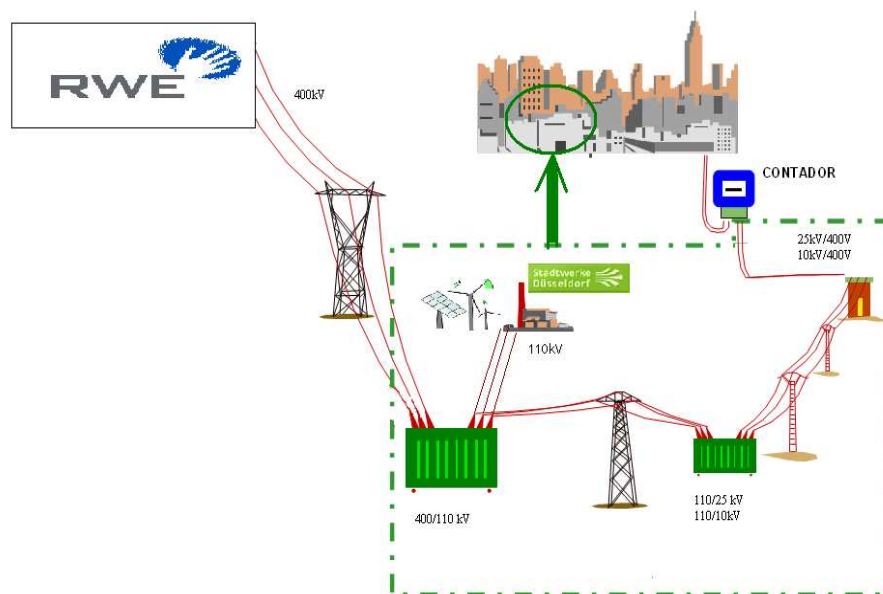 RWE
400kV
CONTADOR
25kV/400V
10kV/400V
Stadtwerke
Düsseldorf
110kV
400/110 kV
110/25 kV
110/10kV